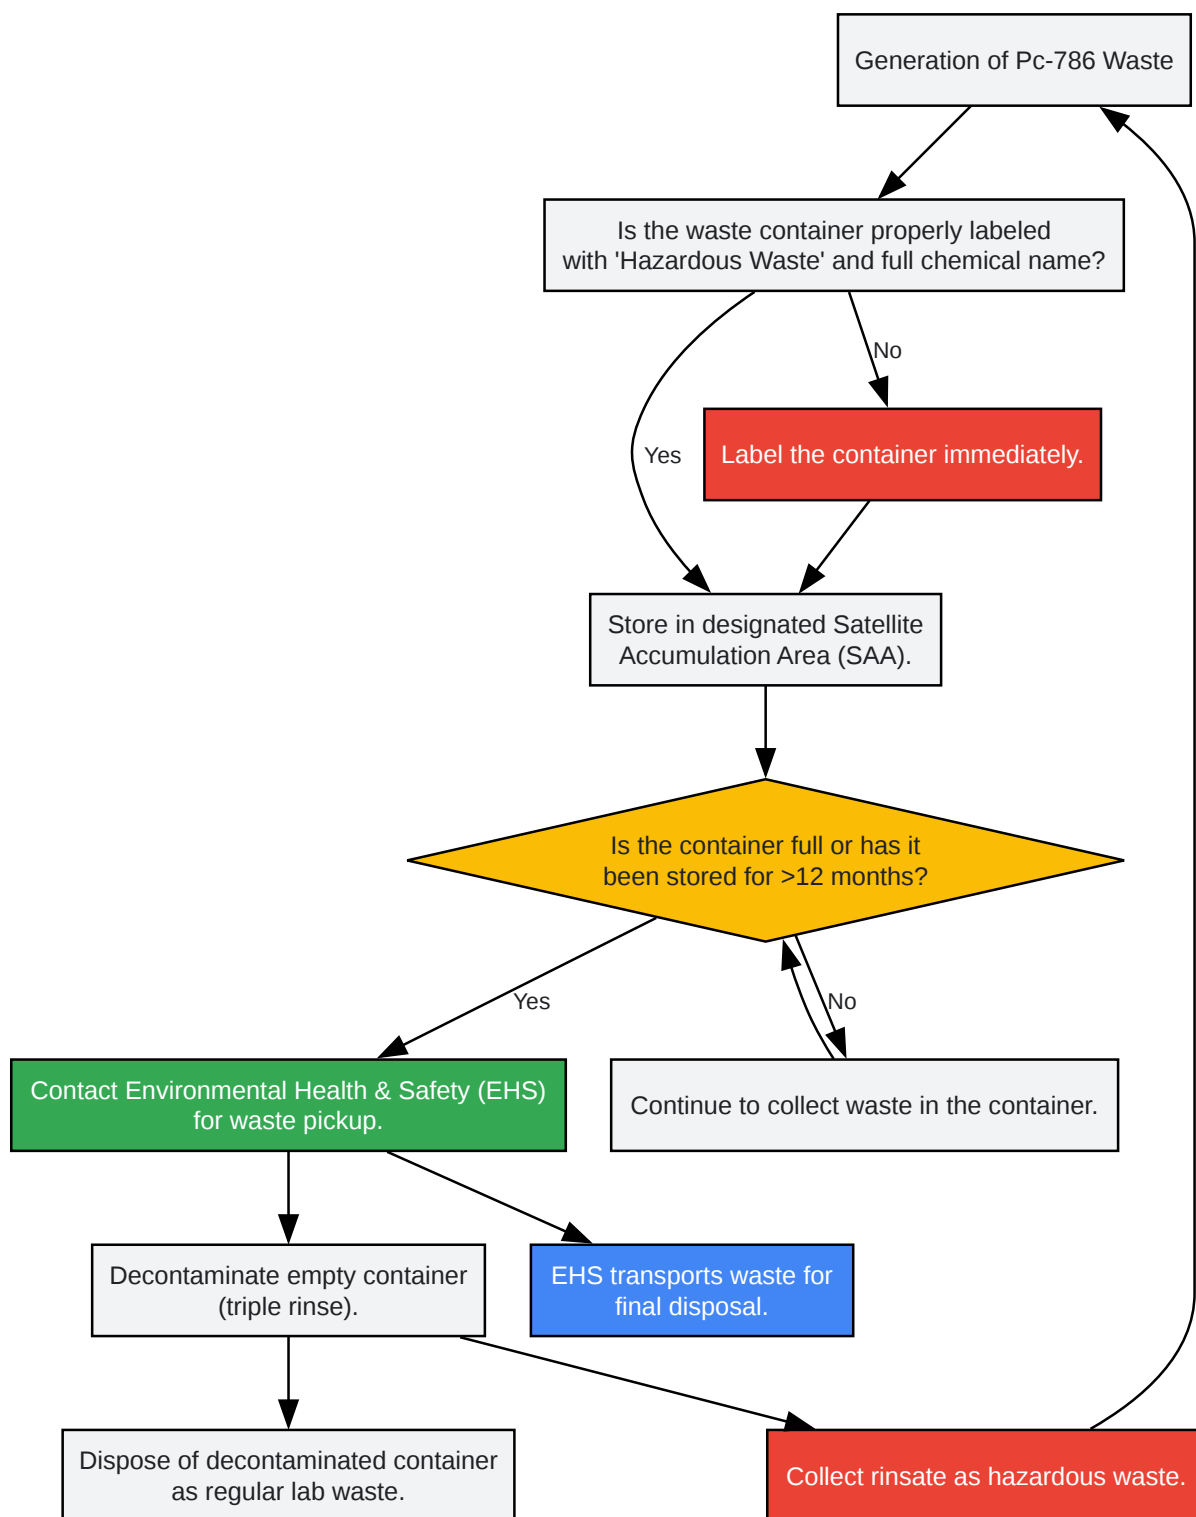 Generation of Pc-786 Waste
Is the waste container properly labeled
with 'Hazardous Waste' and full chemical name?
No
Yes
Label the container immediately.
Store in designated Satellite
Accumulation Area (SAA).
Is the container full or has it
been stored for >12 months?
Yes
No
Contact Environmental Health & Safety (EHS)
for waste pickup.
Continue to collect waste in the container.
Decontaminate empty container
(triple rinse).
EHS transports waste for
final disposal.
Dispose of decontaminated container
as regular lab waste.
Collect rinsate as hazardous waste.